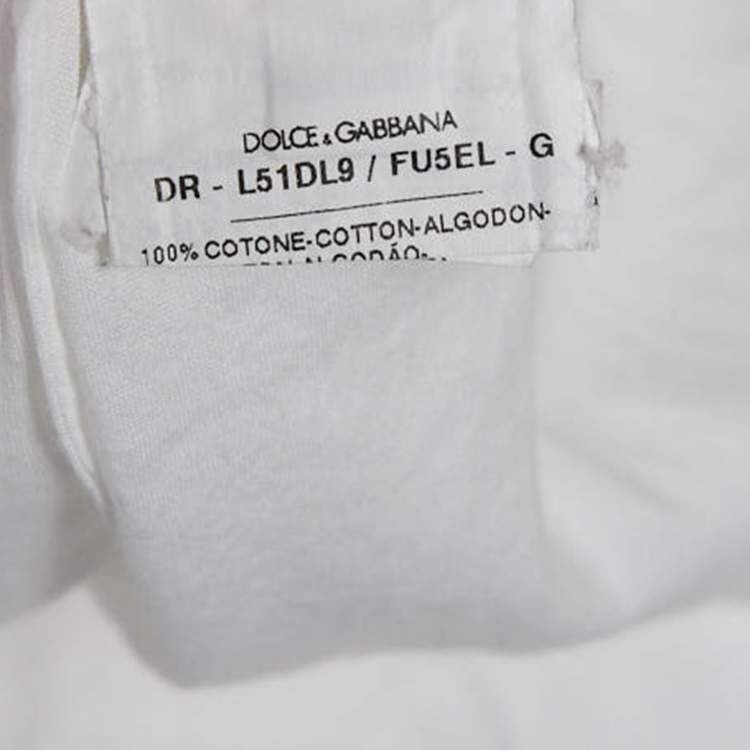 DOLCE & GABBANA
DR - L51DL9 / FU5EL - G
100% COTONE-COTTON-ALGODON-